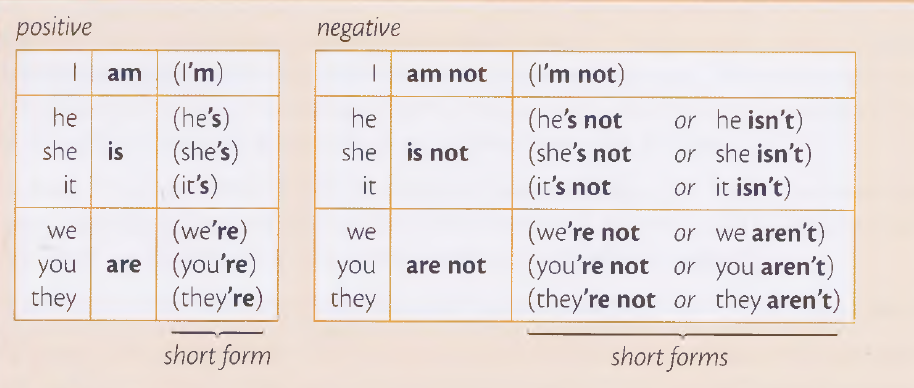 positive
I am (I'm)
he (he's)
she is (she's)
it (it's)
we (we're)
you are (you're)
they (they're)
short form
negative
I am not (I'm not)
he (he's not or he isn't)
she is not (she's not or she isn't)
it (it's not or it isn't)
we (we're not or we aren't)
you are not (you're not or you aren't)
they (they're not or they aren't)
short forms